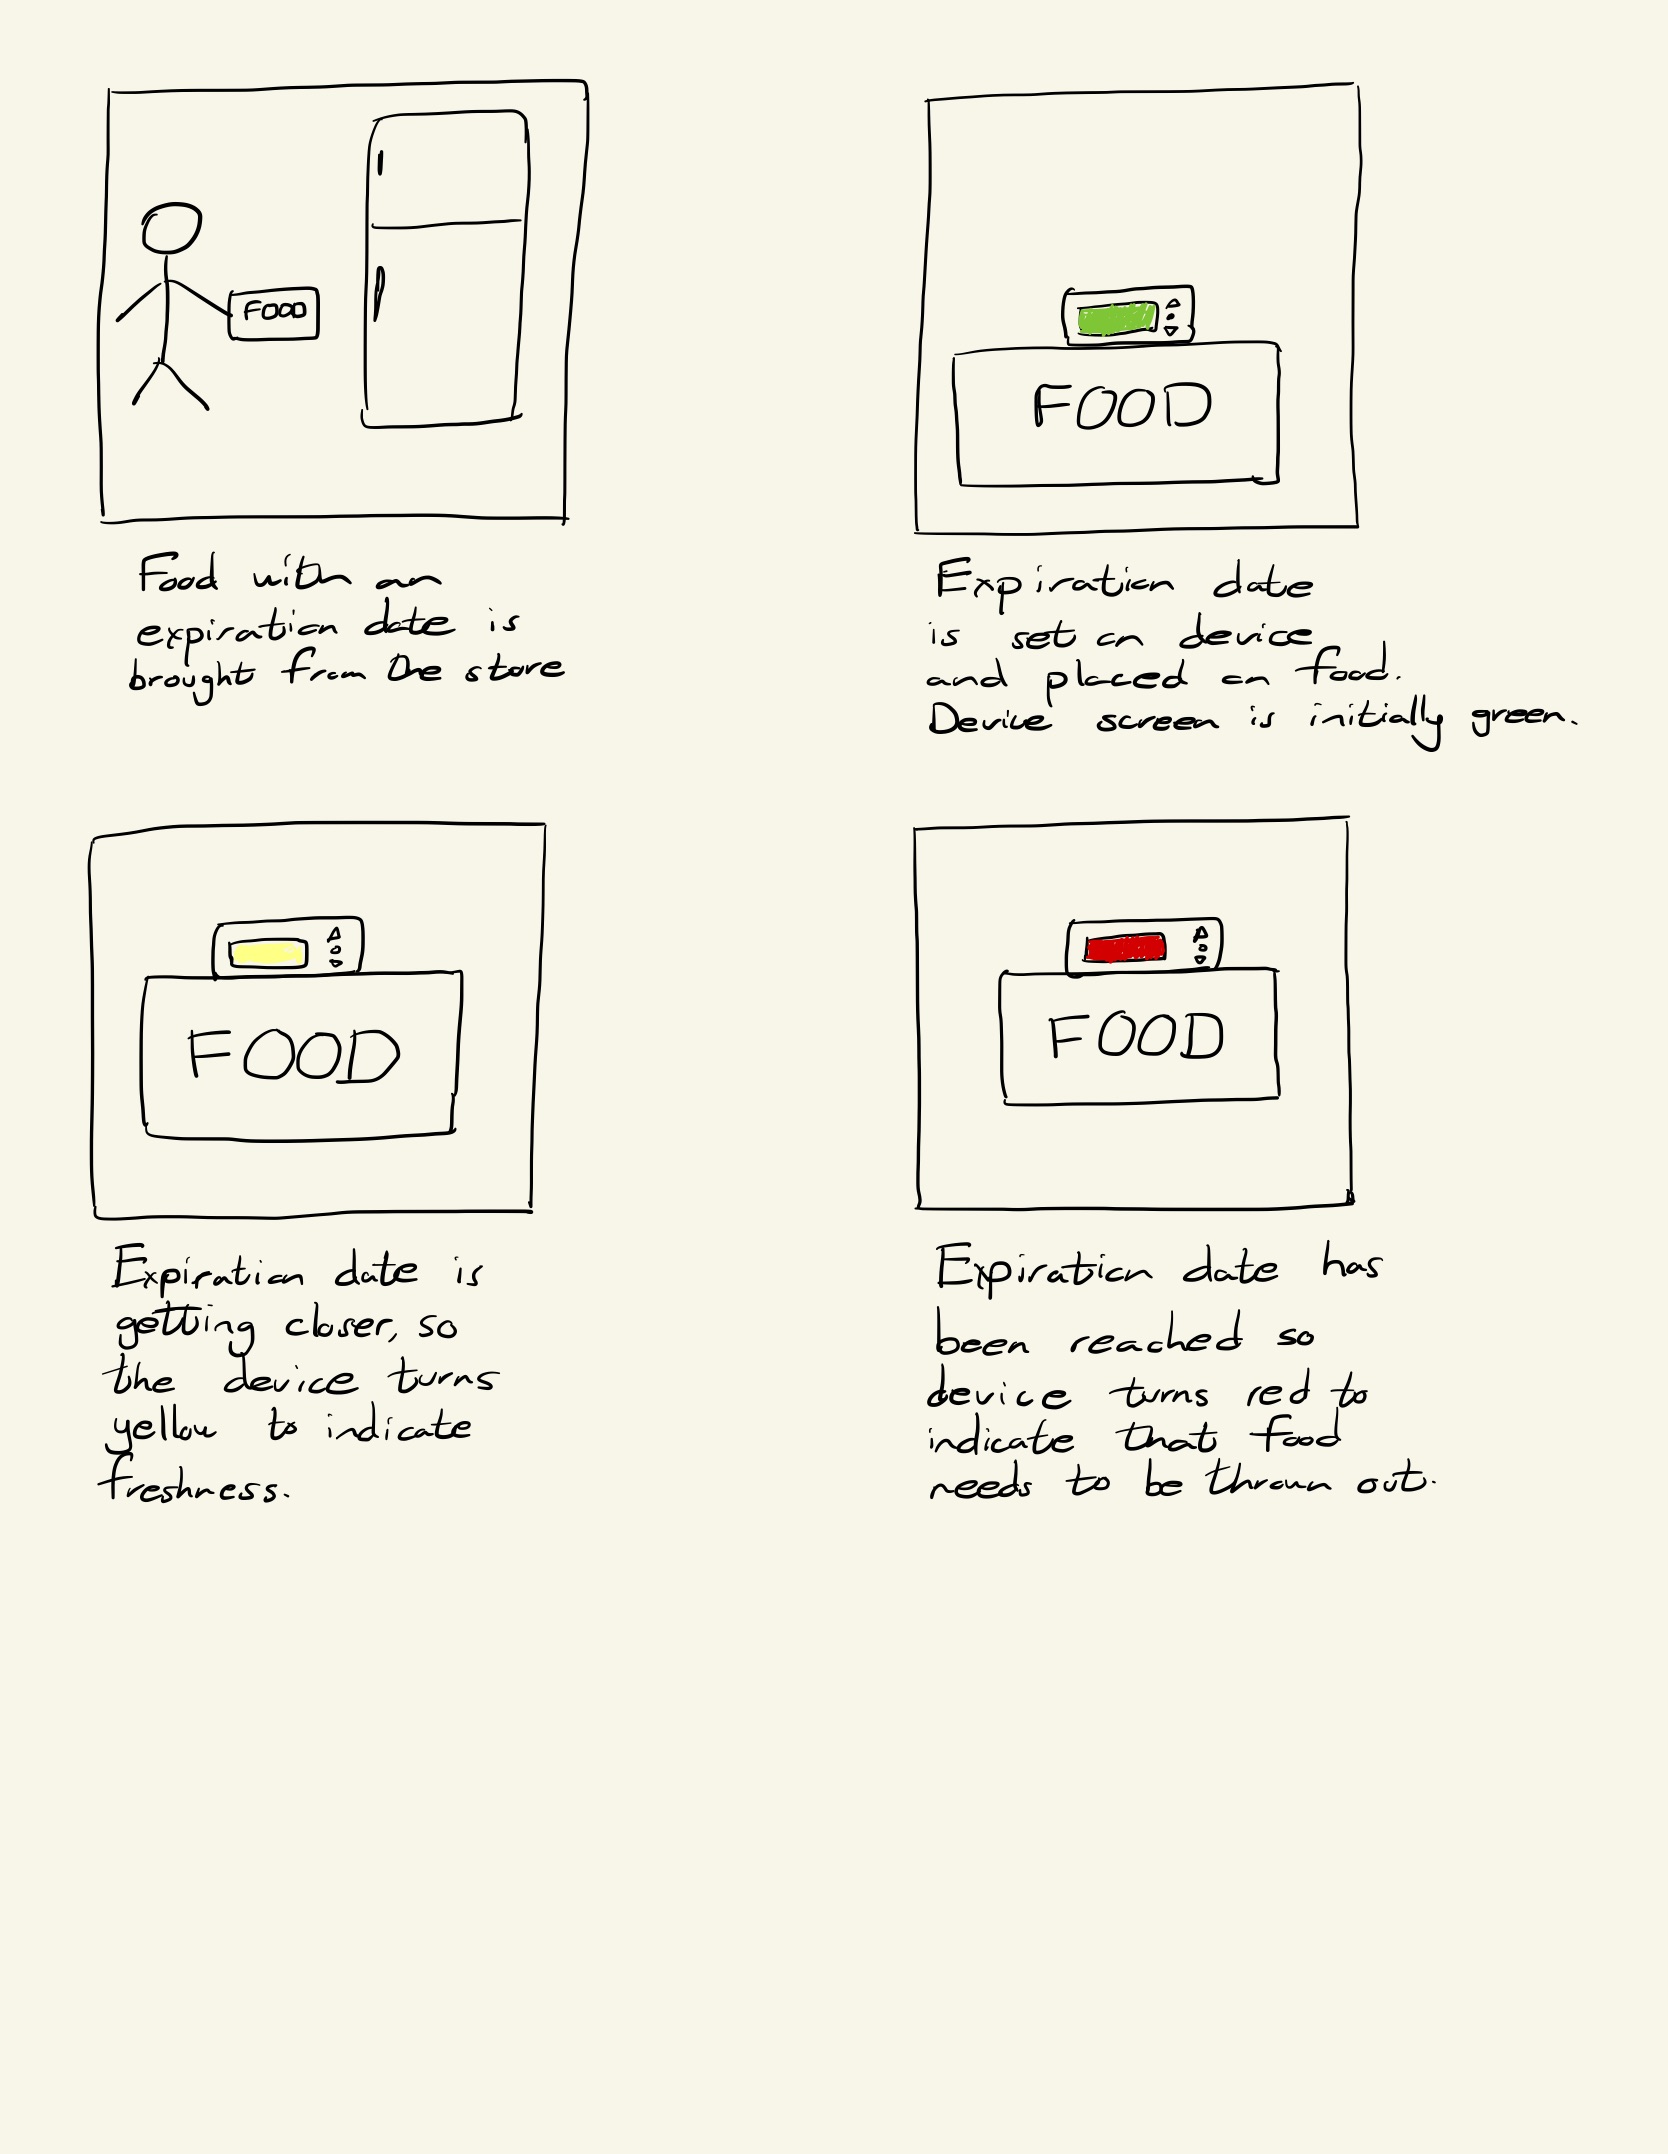 FOOD
Food with an
expiration date is
brought from the store
FOOD
Expiration date
is set on device
and placed on food.
Device screen is initially green.
FOOD
Expiration date is
getting closer, so
the device turns
yellow to indicate
freshness.
FOOD
Expiration date has
been reached so
device turns red to
indicate that food
needs to be thrown out.